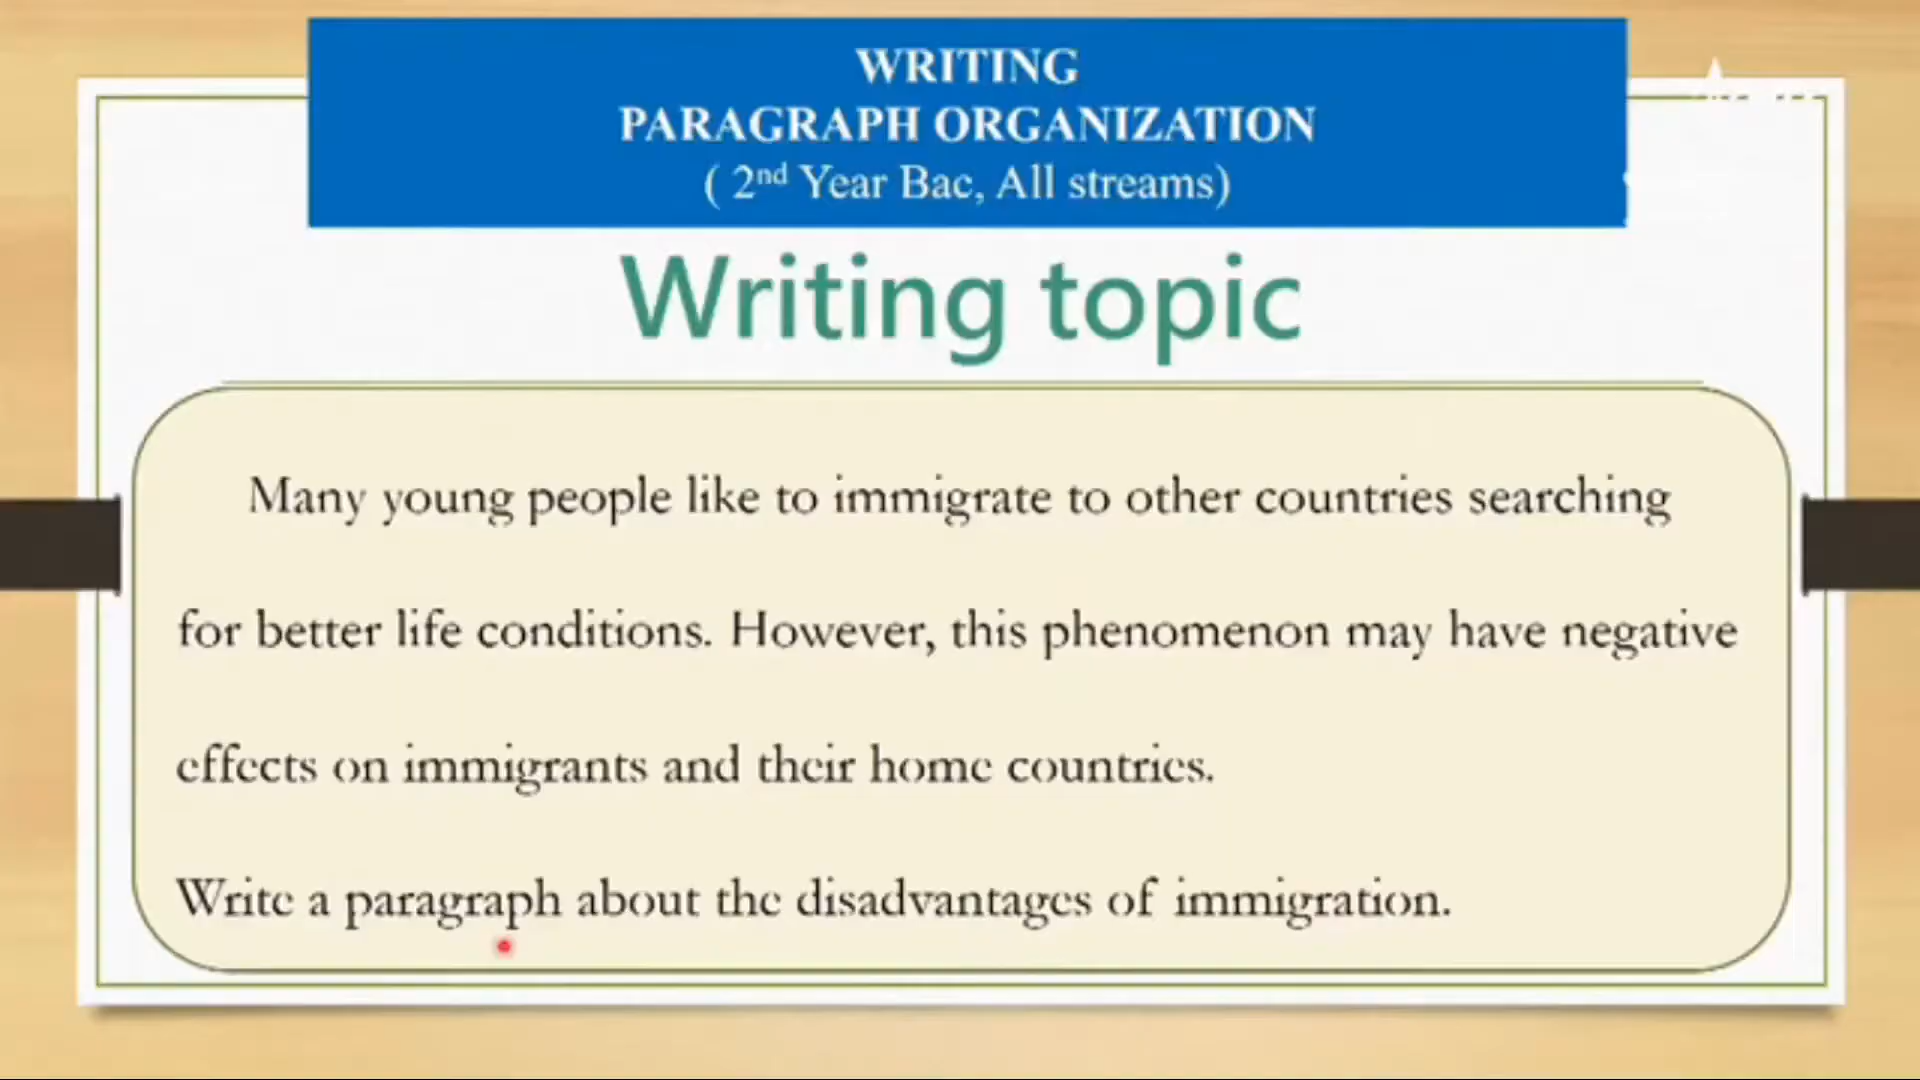 WRITING
PARAGRAPH ORGANIZATION
( 2nd Year Bac, All streams)
Writing topic
Many young people like to immigrate to other countries searching
for better life conditions. However, this phenomenon may have negative
effects on immigrants and their home countries.
Write a paragraph about the disadvantages of immigration.